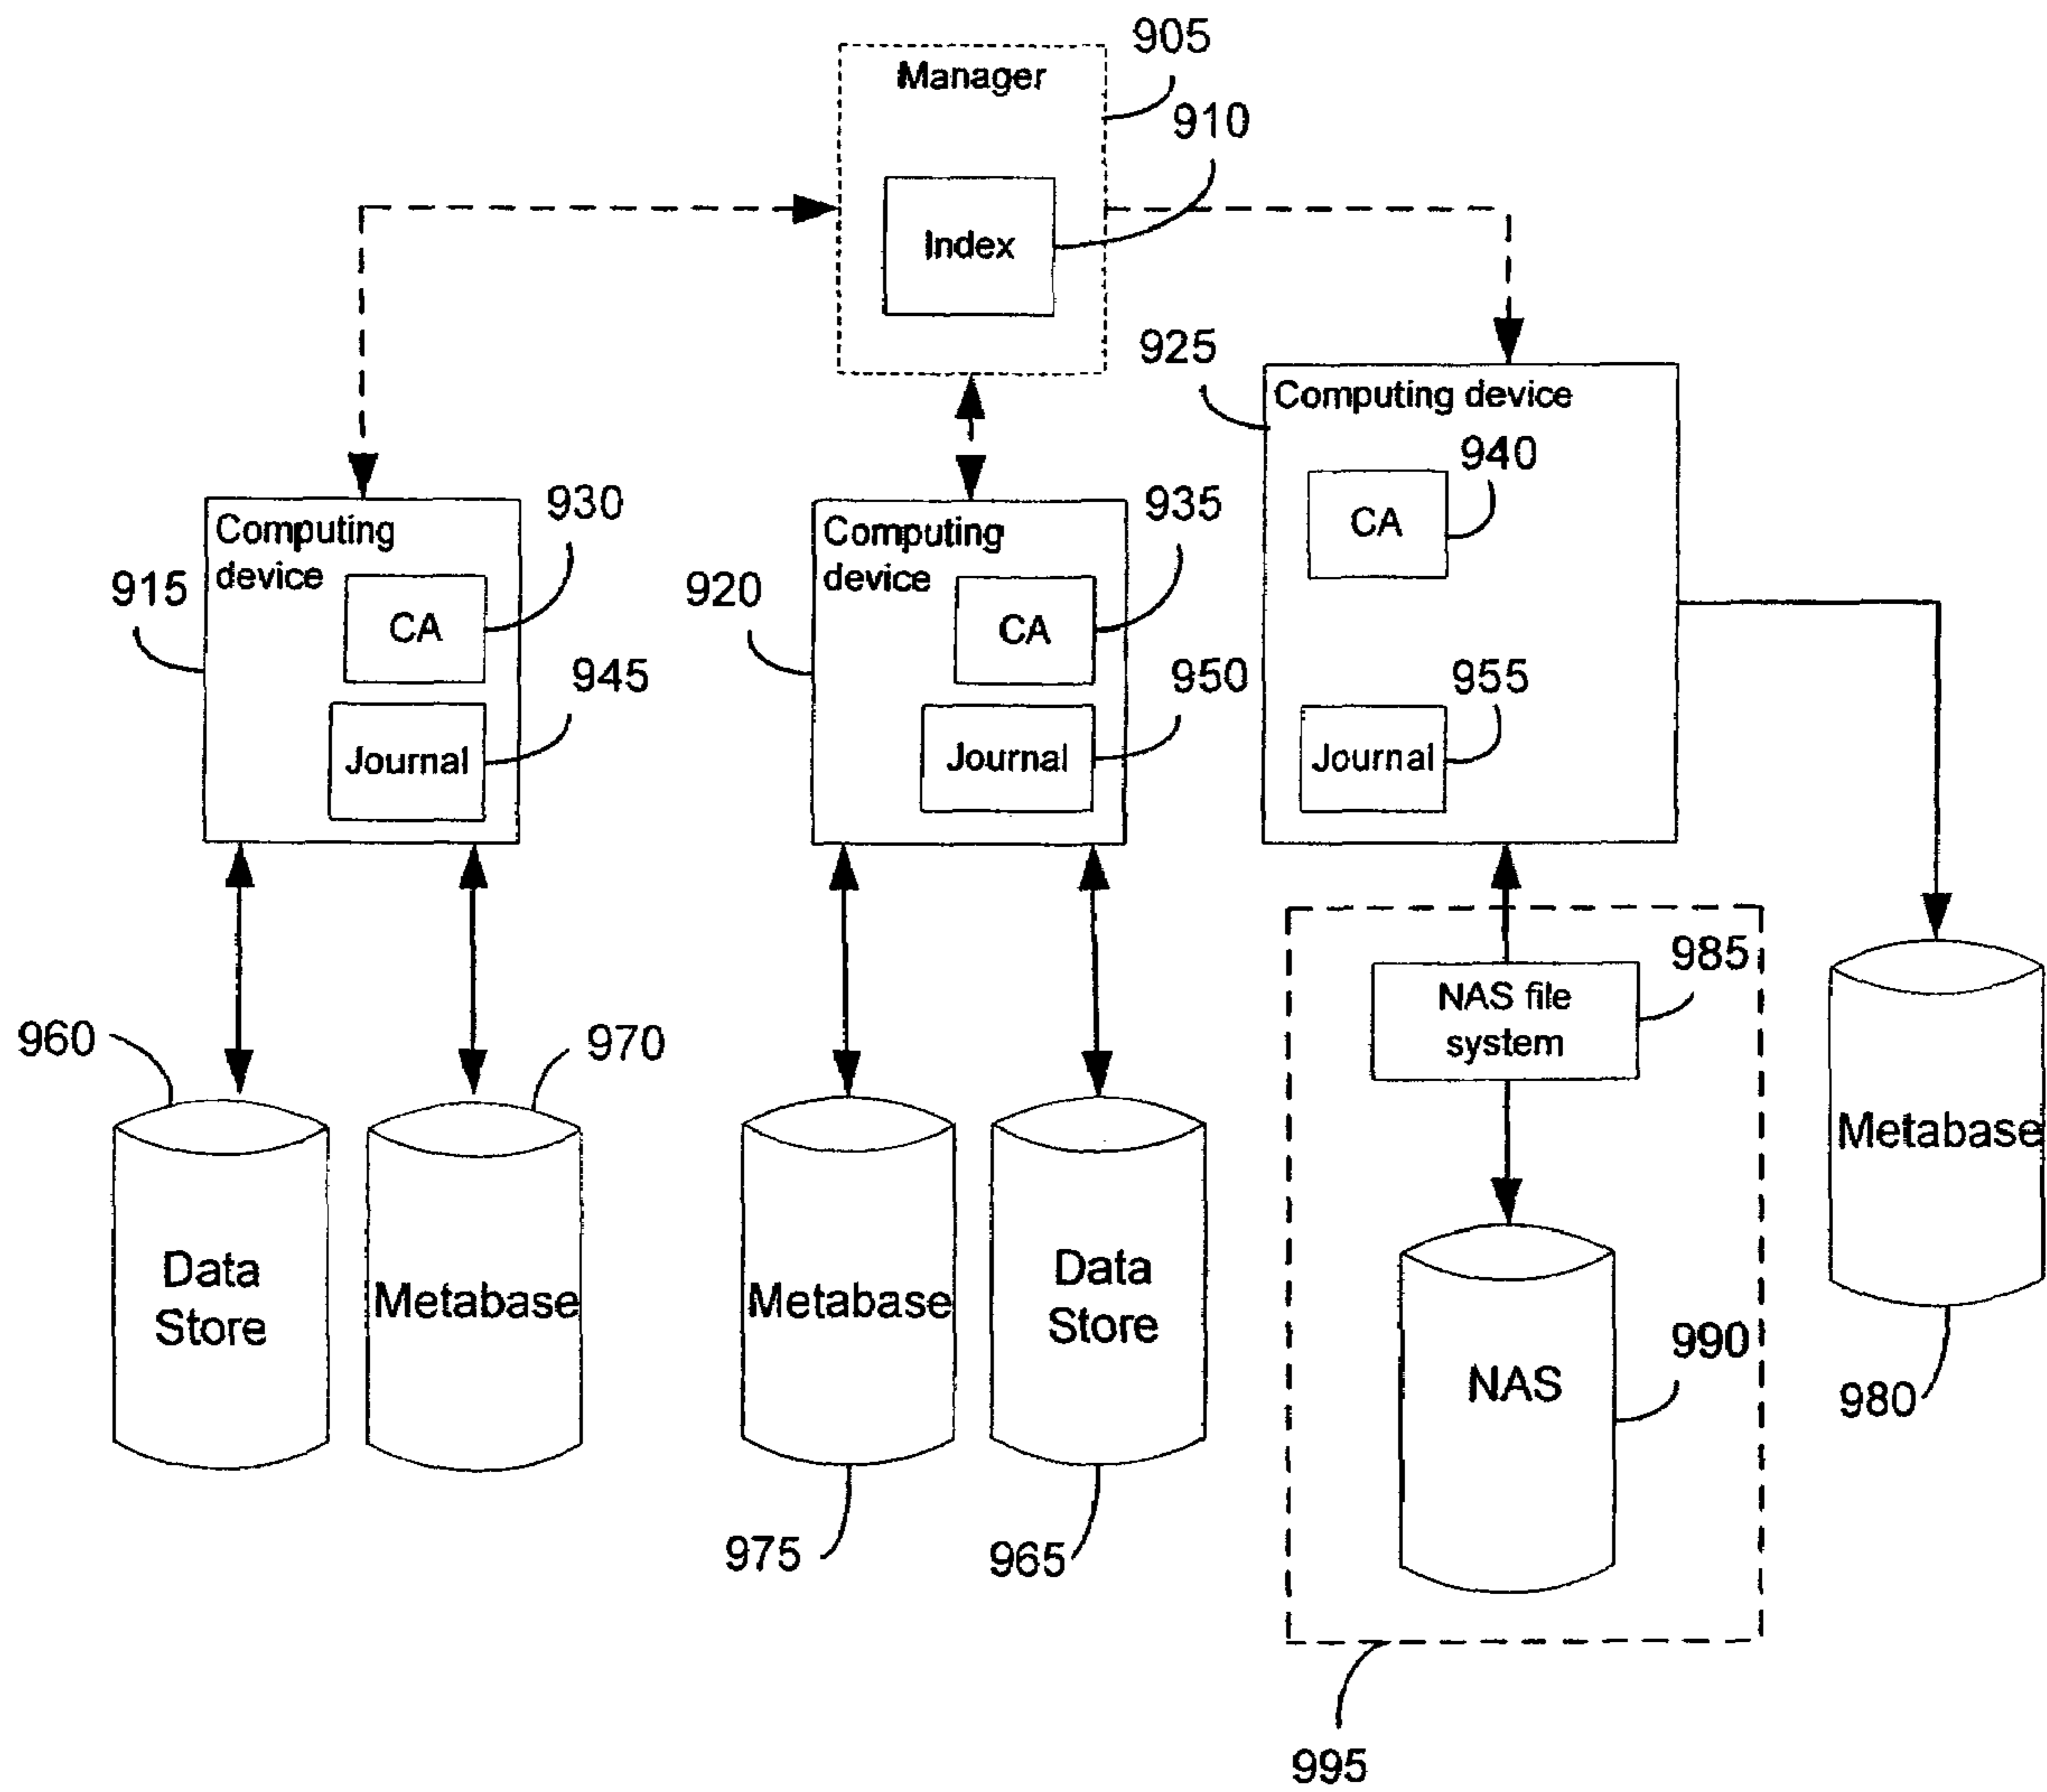 905
Manager
910
Index
925
Computing device
940
CA
930
Computing
device
915
CA
945
Journal
935
Computing
device
920
CA
950
Journal
955
Journal
985
NAS file
system
960
970
Data
Store
Metabase
Metabase
Data
Store
Metabase
990
NAS
980
975
965
995